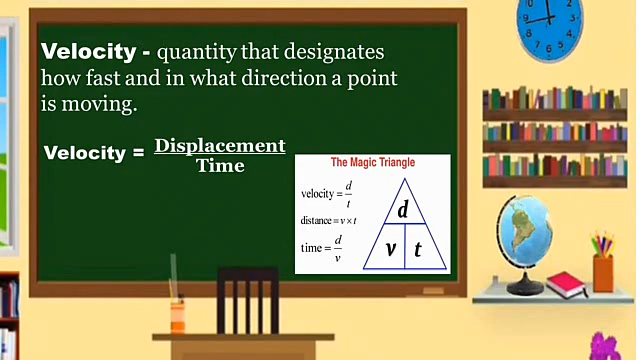 Velocity - quantity that designates
how fast and in what direction a point
is moving.
Velocity = Displacement
Time
The Magic Triangle
velocity = d
t
distance = v × t
time = d
v
d
v t